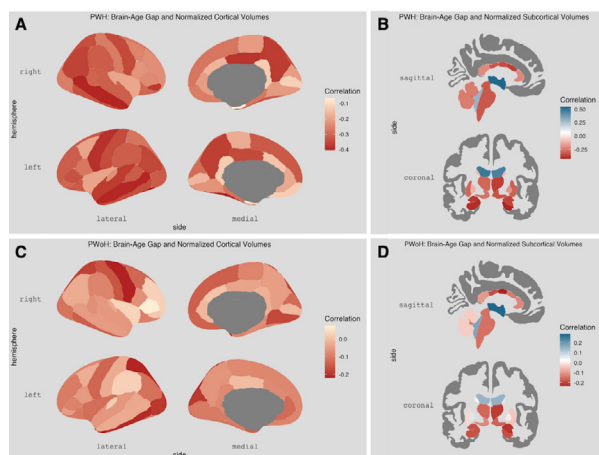 A
PWH: Brain-Age Gap and Normalized Cortical Volumes
right
left
hemisphere
lateral
medial
side
Correlation
-0.1
-0.2
-0.3
-0.4
B
PWH: Brain-Age Gap and Normalized Subcortical Volumes
sagittal
coronal
side
Correlation
0.50
0.25
0.00
-0.25
C
PWoH: Brain-Age Gap and Normalized Cortical Volumes
right
left
hemisphere
lateral
medial
side
Correlation
0.0
-0.1
-0.2
D
PWoH: Brain-Age Gap and Normalized Subcortical Volumes
sagittal
coronal
side
Correlation
0.2
0.1
0.0
-0.1
-0.2